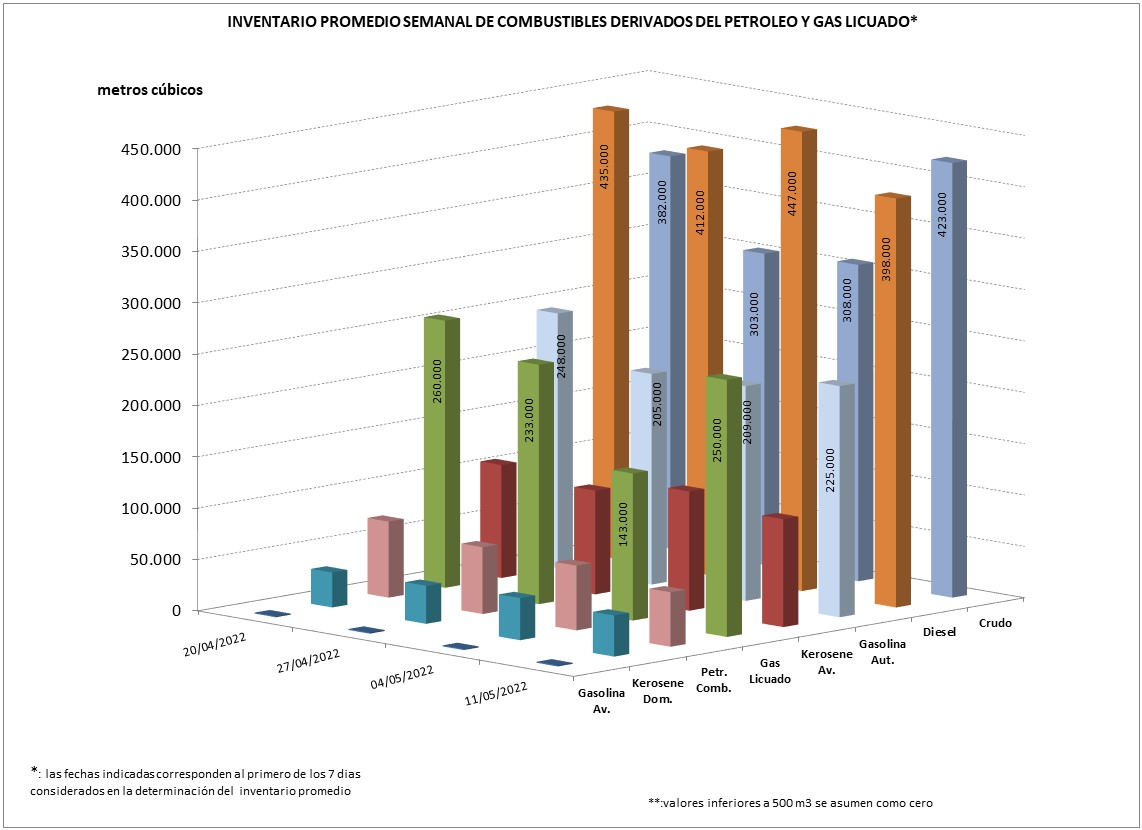 INVENTARIO PROMEDIO SEMANAL DE COMBUSTIBLES DERIVADOS DEL PETROLEO Y GAS LICUADO*
metros cúbicos
450.000
400.000
350.000
300.000
250.000
200.000
150.000
100.000
50.000
0
435.000
382.000
412.000
447.000
423.000
398.000
303.000
308.000
248.000
260.000
205.000
233.000
209.000
250.000
225.000
143.000
20/04/2022
27/04/2022
04/05/2022
11/05/2022
Gasolina
Av.
Kerosene
Dom.
Petr.
Comb.
Gas
Licuado
Kerosene
Av.
Gasolina
Aut.
Diesel
Crudo
*: las fechas indicadas corresponden al primero de los 7 dias
considerados en la determinación del inventario promedio
**:valores inferiores a 500 m3 se asumen como cero